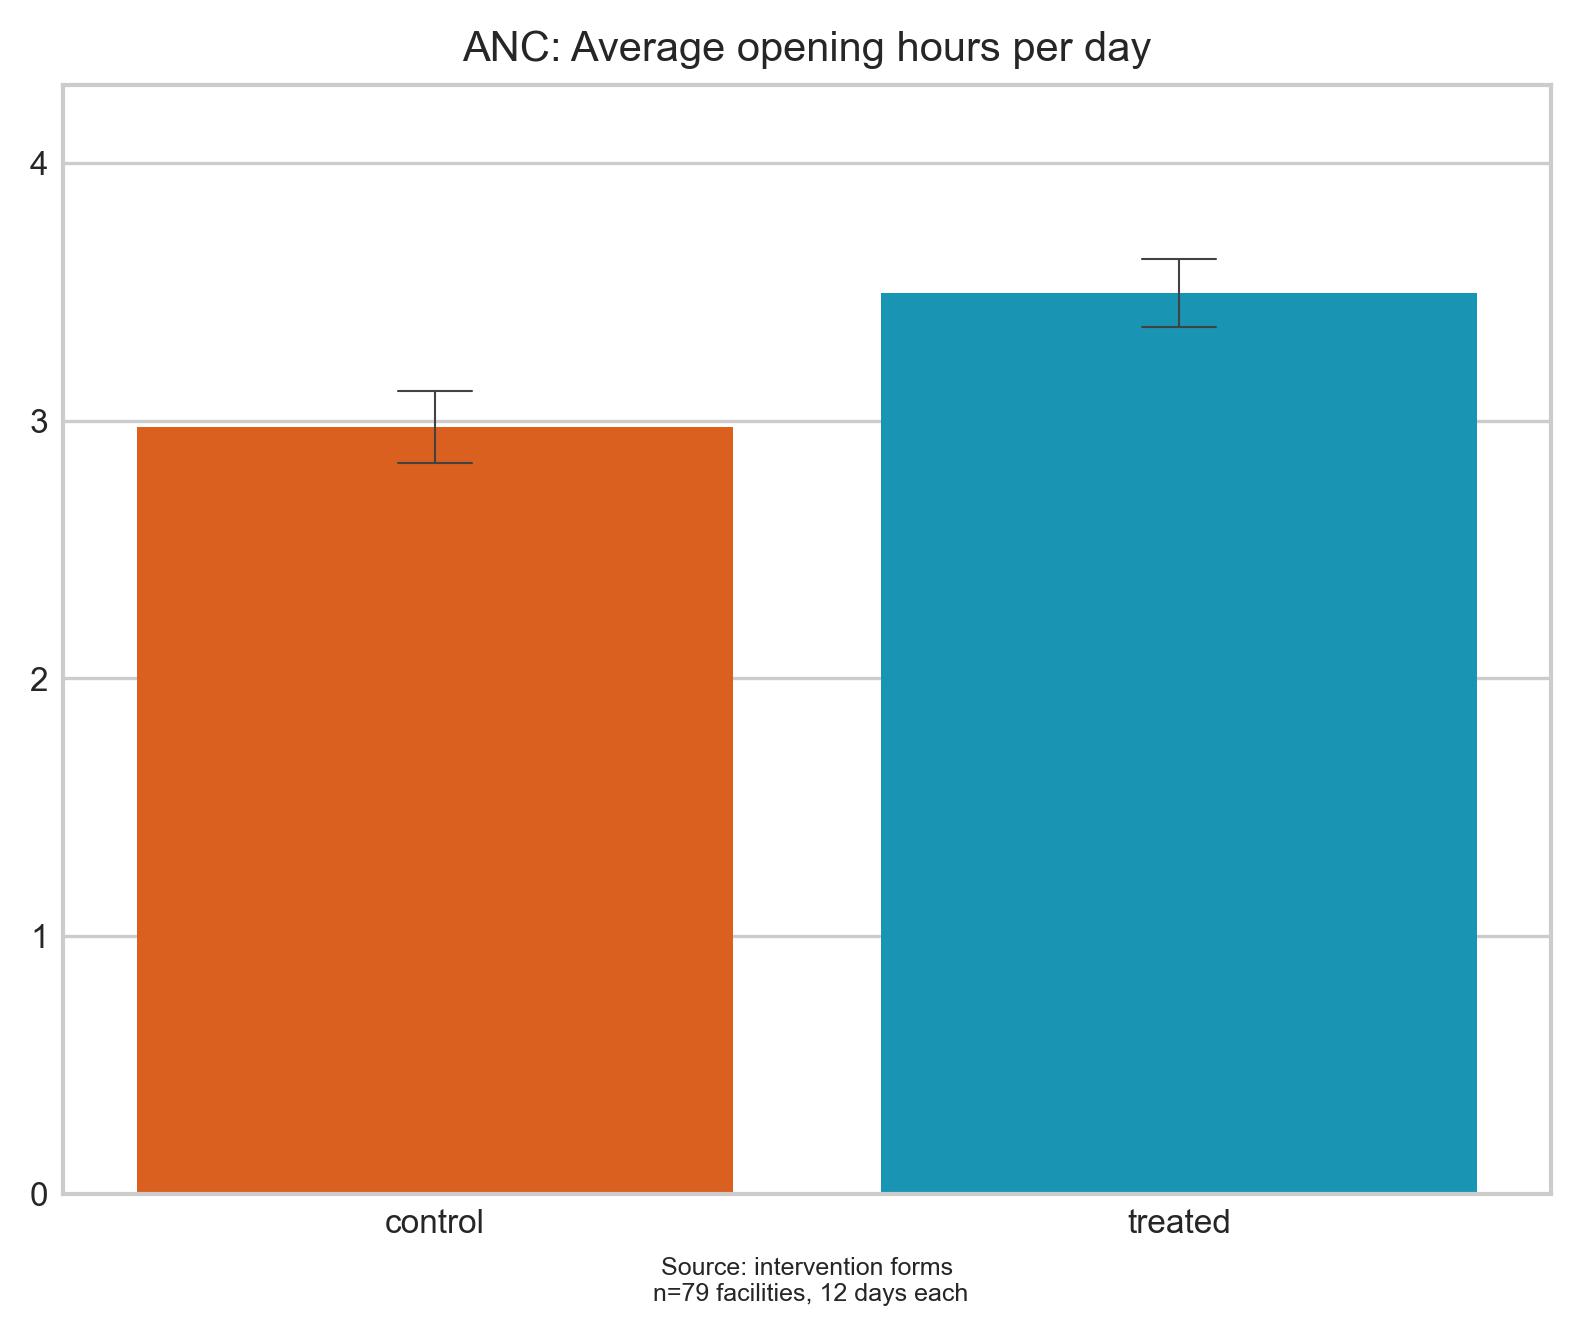 ANC: Average opening hours per day
4
3
2
1
0
control
treated
Source: intervention forms
n=79 facilities, 12 days each